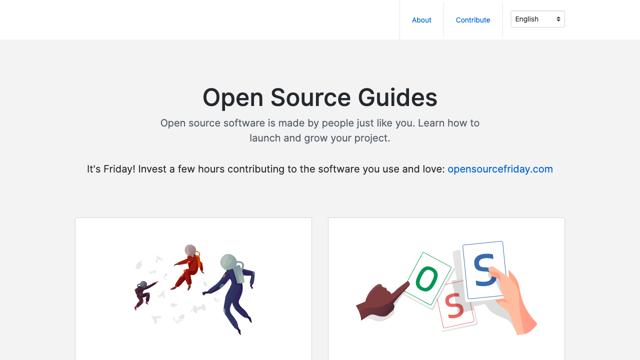 About
Contribute
English
Open Source Guides
Open source software is made by people just like you. Learn how to
launch and grow your project.
It's Friday! Invest a few hours contributing to the software you use and love: opensourcefriday.com
O
S
S